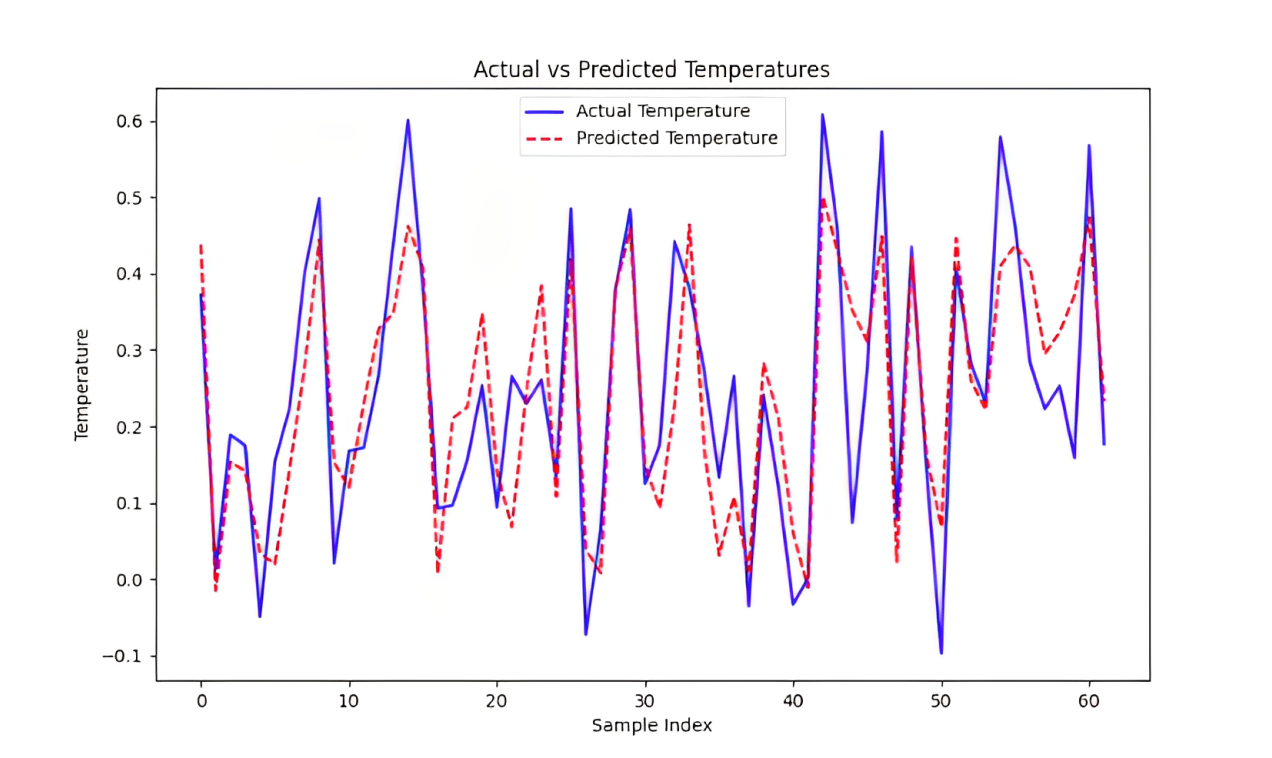 Actual vs Predicted Temperatures
Actual Temperature
Predicted Temperature
Temperature
0.6
0.5
0.4
0.3
0.2
0.1
0.0
−0.1
0 10 20 30 40 50 60
Sample Index